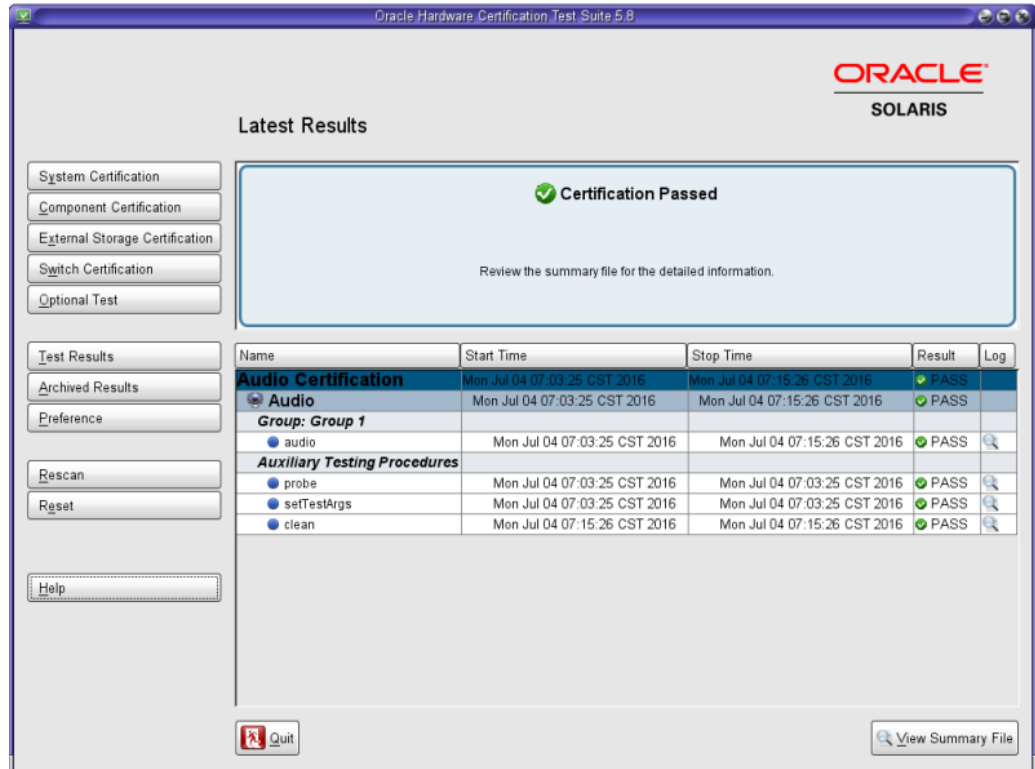 Oracle Hardware Certification Test Suite 5.8
ORACLE
SOLARIS
Latest Results
System Certification
Component Certification
External Storage Certification
Switch Certification
Optional Test
Test Results
Archived Results
Preference
Rescan
Reset
Help
Certification Passed
Review the summary file for the detailed information.
Name Start Time Stop Time Result Log
Audio Certification Mon Jul 04 07:03:25 CST 2016 Mon Jul 04 07:15:26 CST 2016 PASS
Audio Mon Jul 04 07:03:25 CST 2016 Mon Jul 04 07:15:26 CST 2016 PASS
Group: Group 1
audio Mon Jul 04 07:03:25 CST 2016 Mon Jul 04 07:15:26 CST 2016 PASS
Auxiliary Testing Procedures
probe Mon Jul 04 07:03:25 CST 2016 Mon Jul 04 07:03:25 CST 2016 PASS
setTestArgs Mon Jul 04 07:03:25 CST 2016 Mon Jul 04 07:03:25 CST 2016 PASS
clean Mon Jul 04 07:15:26 CST 2016 Mon Jul 04 07:15:26 CST 2016 PASS
Quit
View Summary File